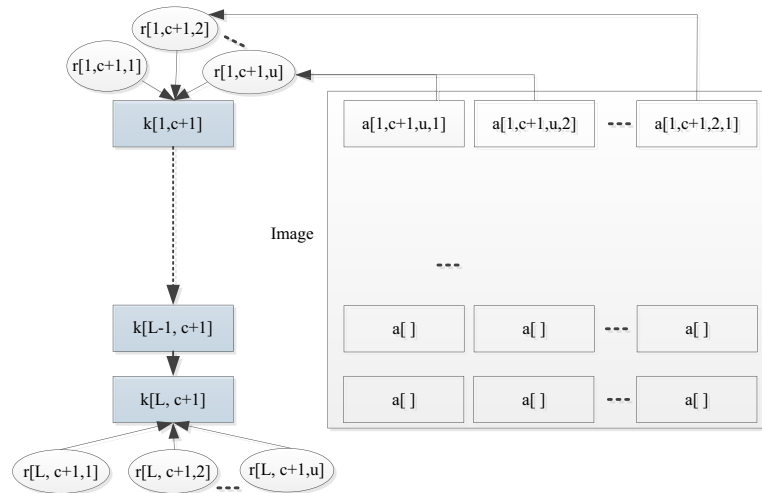 r[1,c+1,2]
r[1,c+1,1]
r[1,c+1,u]
k[1,c+1]
a[1,c+1,u,1]
a[1,c+1,u,2]
a[1,c+1,2,1]
Image
k[L-1, c+1]
a[ ]
a[ ]
a[ ]
k[L, c+1]
a[ ]
a[ ]
a[ ]
r[L, c+1,1]
r[L, c+1,2]
r[L, c+1,u]